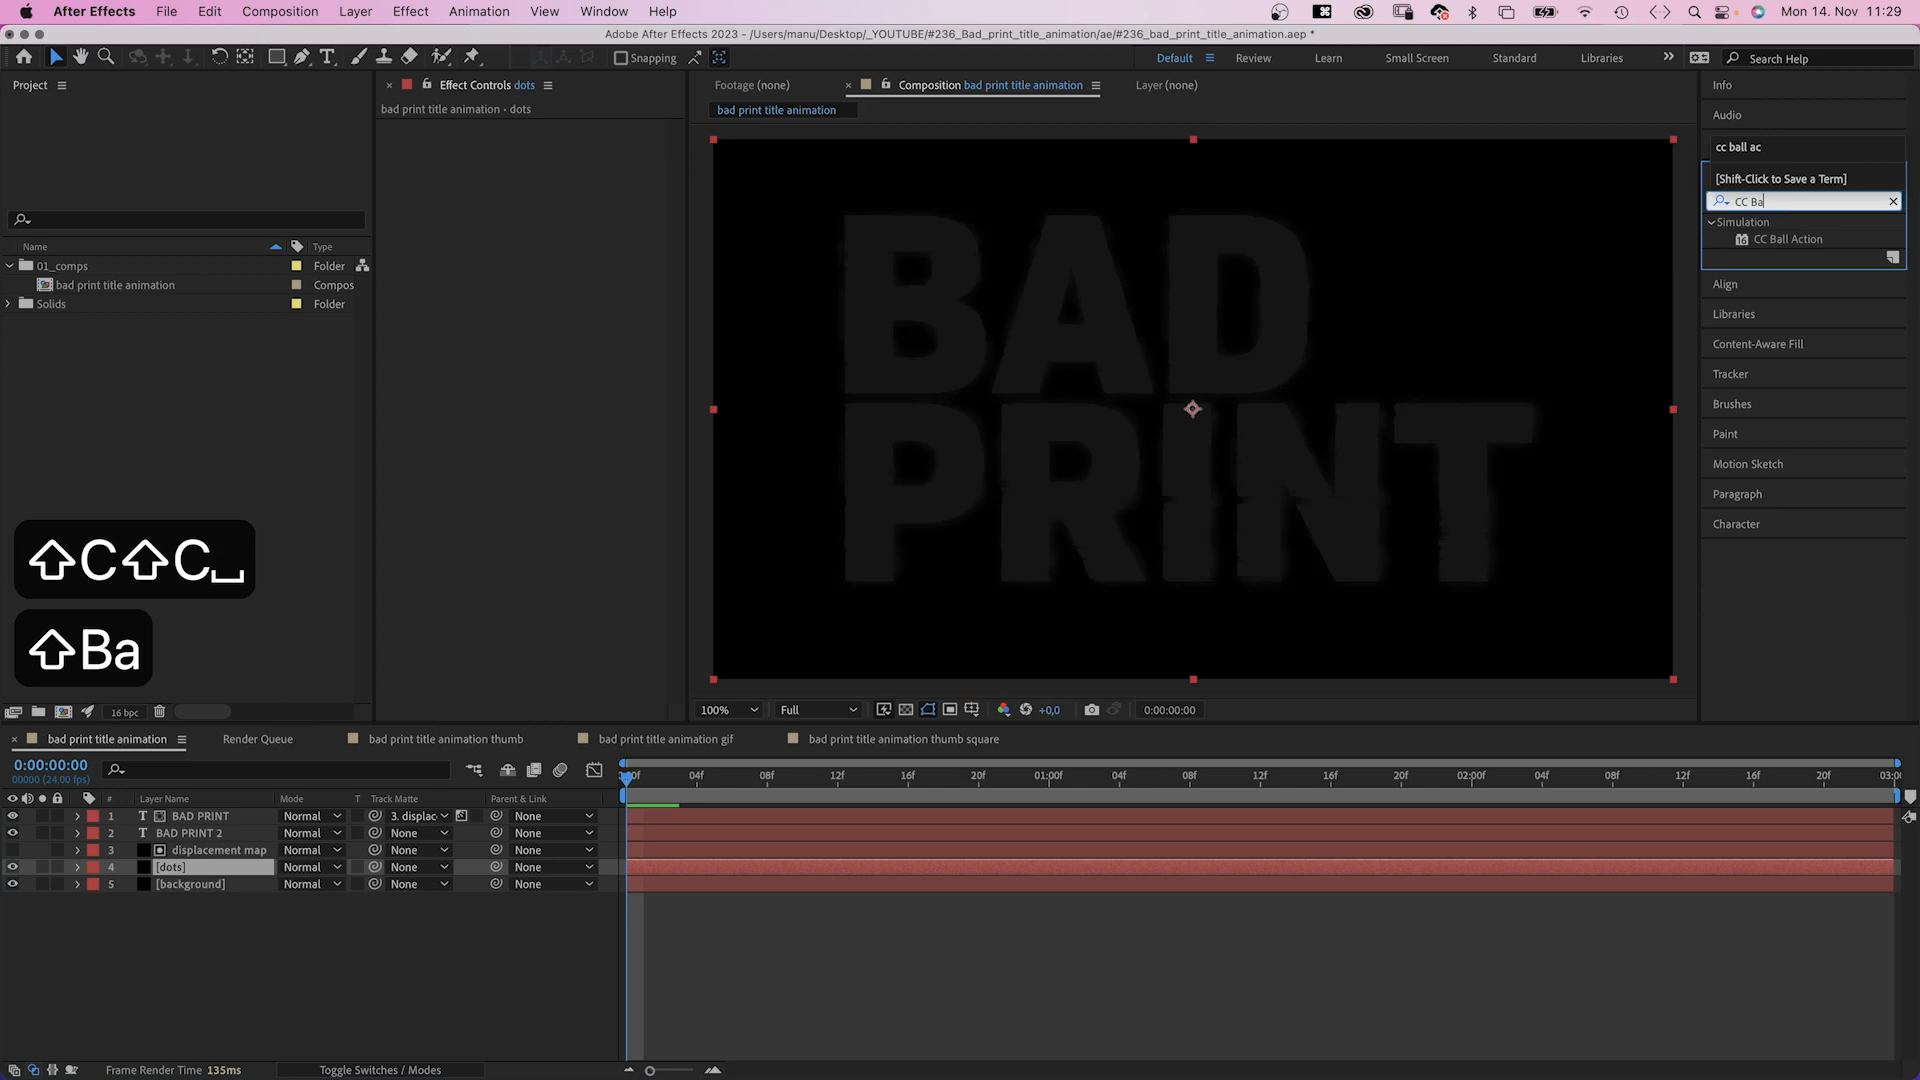 After Effects File Edit Composition Layer Effect Animation View Window Help Mon 14. Nov 11:29
Adobe After Effects 2023 - /Users/manu/Desktop/_YOUTUBE/#236_Bad_print_title_animation/ae/#236_bad_print_title_animation.aep *
Snapping Default Review Learn Small Screen Standard Libraries Search Help
Project
Effect Controls dots
Footage (none)
Composition bad print title animation
Layer (none)
Info
bad print title animation • dots
bad print title animation
Audio
cc ball ac
[Shift-Click to Save a Term]
CC Ba
Simulation
16 CC Ball Action
Align
Libraries
Content-Aware Fill
Tracker
Brushes
Paint
Motion Sketch
Paragraph
Character
Name Type
01_comps Folder
bad print title animation Compos
Solids Folder
BAD
PRINT
⇧C⇧C⎵
⇧Ba
16 bpc
100% Full +0,0 0:00:00:00
bad print title animation Render Queue bad print title animation thumb bad print title animation gif bad print title animation thumb square
0:00:00:00
00000 (24.00 fps)
:00f 04f 08f 12f 16f 20f 01:00f 04f 08f 12f 16f 20f 02:00f 04f 08f 12f 16f 20f 03:0
# Layer Name Mode T Track Matte Parent & Link
1 T BAD PRINT Normal 3. displac None
2 T BAD PRINT 2 Normal None None
3 displacement map Normal None None
4 [dots] Normal None None
5 [background] Normal None None
Frame Render Time 135ms Toggle Switches / Modes